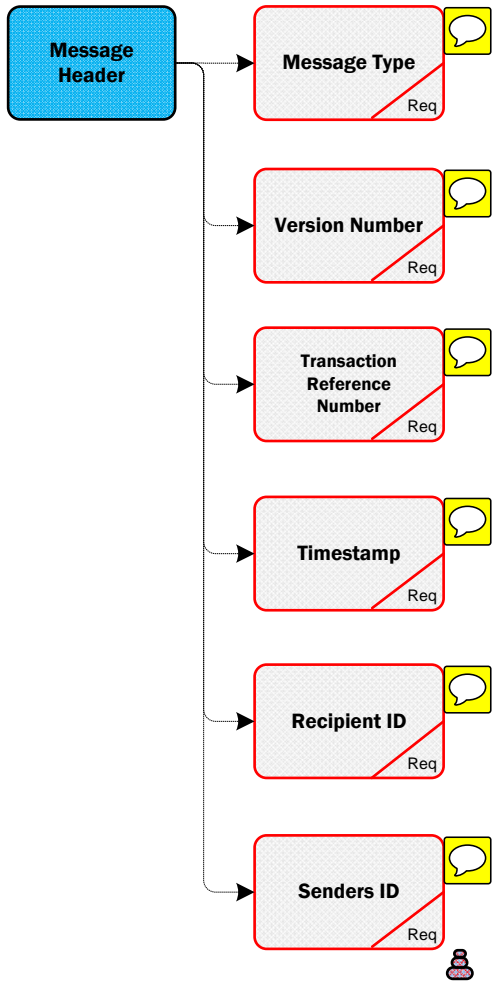 Message
Header
Message Type
Req
Version Number
Req
Transaction
Reference
Number
Req
Timestamp
Req
Recipient ID
Req
Senders ID
Req